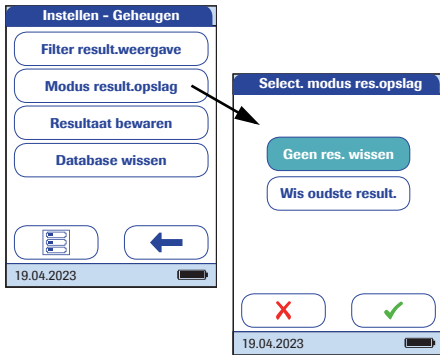 Instellen - Geheugen
Filter result.weergave
Modus result.opslag
Resultaat bewaren
Database wissen
19.04.2023
Select. modus res.opslag
Geen res. wissen
Wis oudste result.
19.04.2023